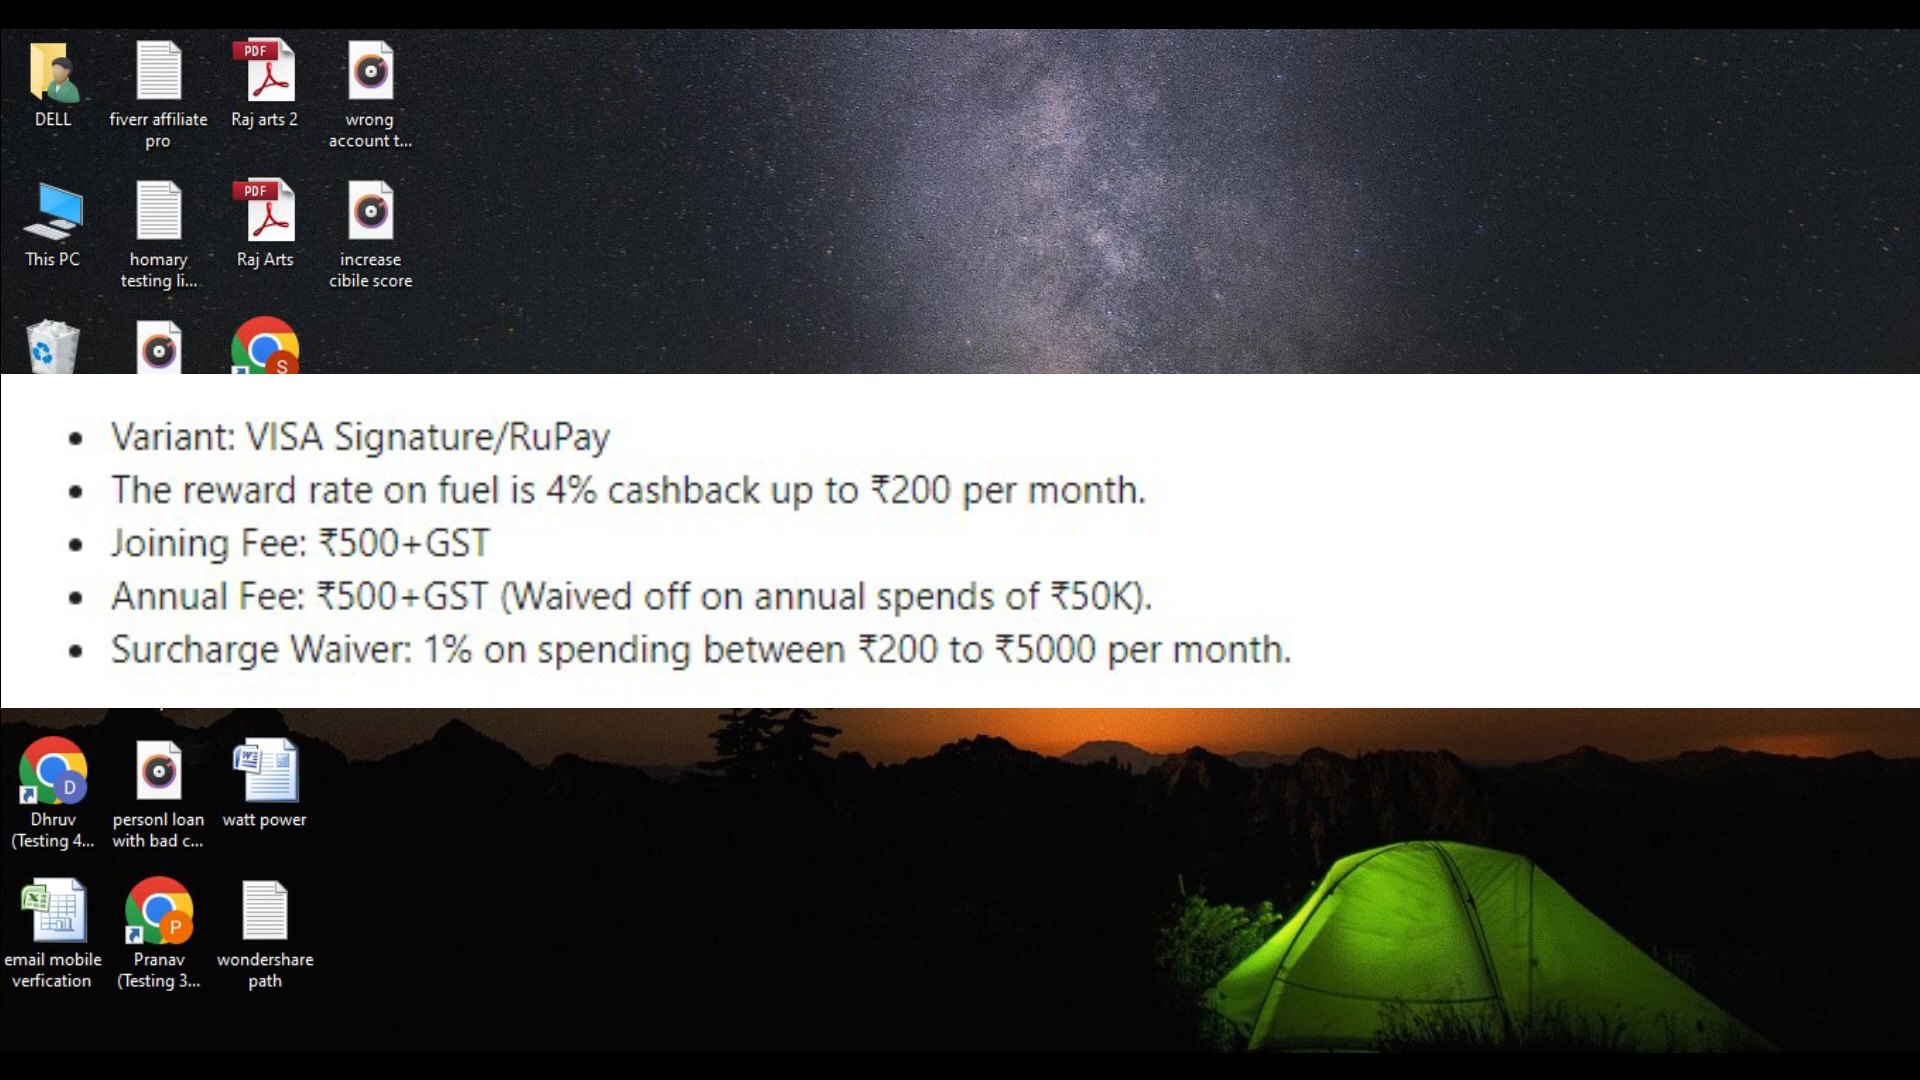 DELL
fiverr affiliate
pro
PDF
Raj arts 2
wrong
account t...
This PC
homary
testing li...
PDF
Raj Arts
increase
cibile score
S
• Variant: VISA Signature/RuPay
• The reward rate on fuel is 4% cashback up to ₹200 per month.
• Joining Fee: ₹500+GST
• Annual Fee: ₹500+GST (Waived off on annual spends of ₹50K).
• Surcharge Waiver: 1% on spending between ₹200 to ₹5000 per month.
D
Dhruv
(Testing 4...
personl loan
with bad c...
W
watt power
email mobile
verfication
P
Pranav
(Testing 3...
wondershare
path